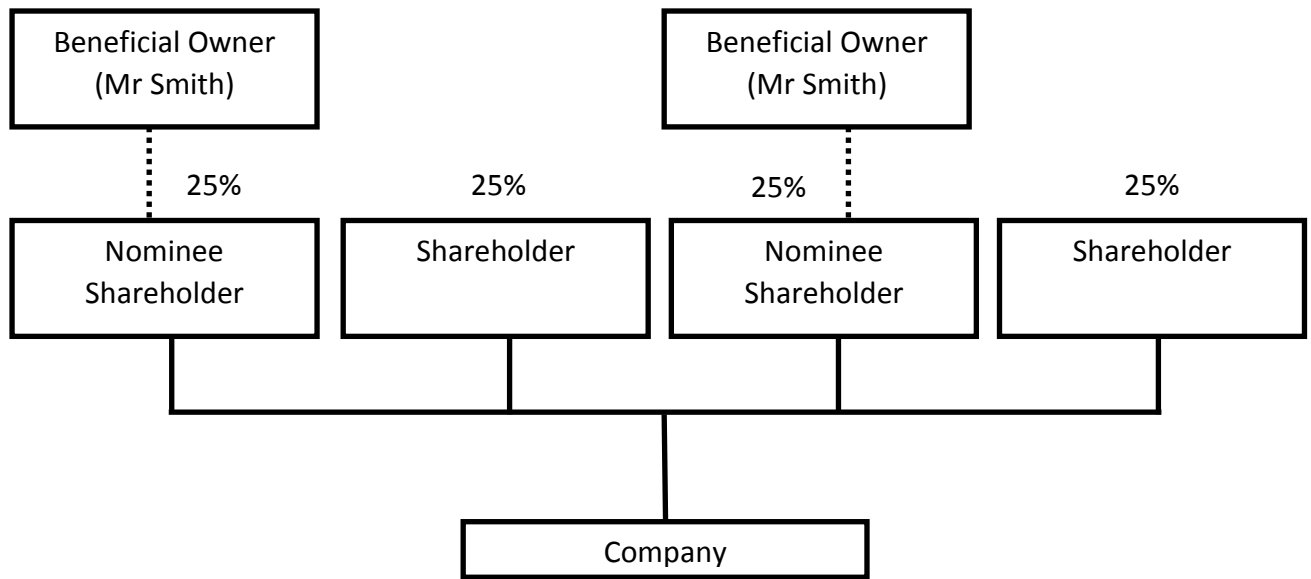 Beneficial Owner
(Mr Smith)
Beneficial Owner
(Mr Smith)
25%
25%
25%
25%
Nominee
Shareholder
Shareholder
Nominee
Shareholder
Shareholder
Company